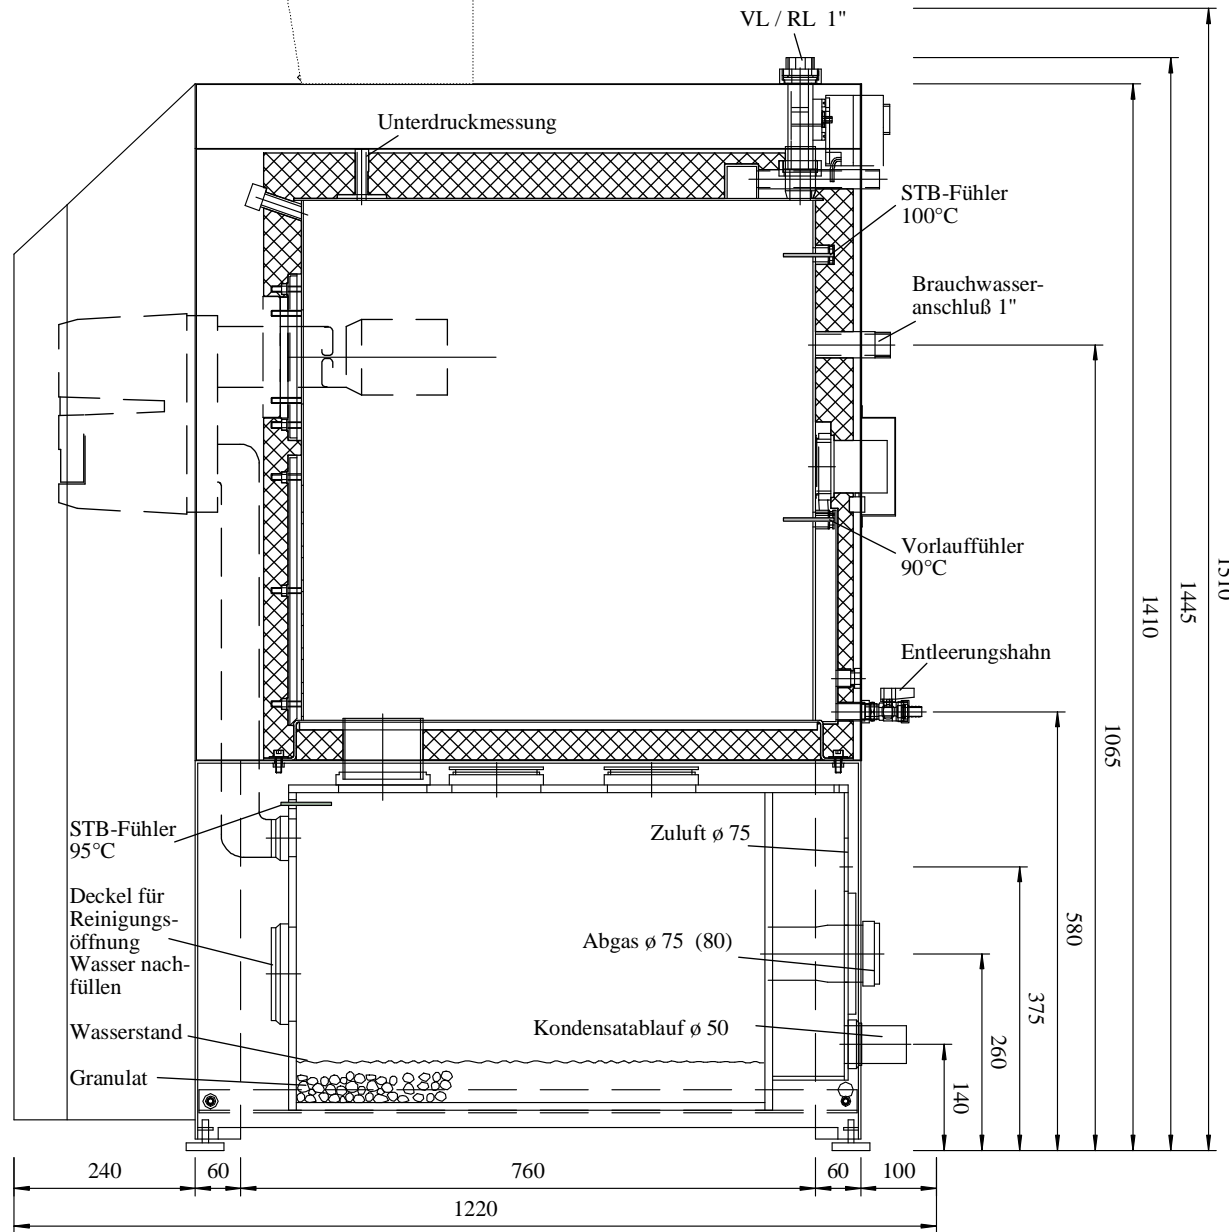 VL / RL 1"
Unterdruckmessung
STB-Fühler
100°C
Brauchwasser-
anschluß 1"
Vorlauffühler
90°C
Entleerungshahn
1510
1445
1410
1065
580
375
260
140
STB-Fühler
95°C
Zuluft ø 75
Deckel für
Reinigungs-
öffnung
Wasser nach-
füllen
Abgas ø 75 (80)
Kondensatablauf ø 50
Wasserstand
Granulat
240
60
760
60
100
1220